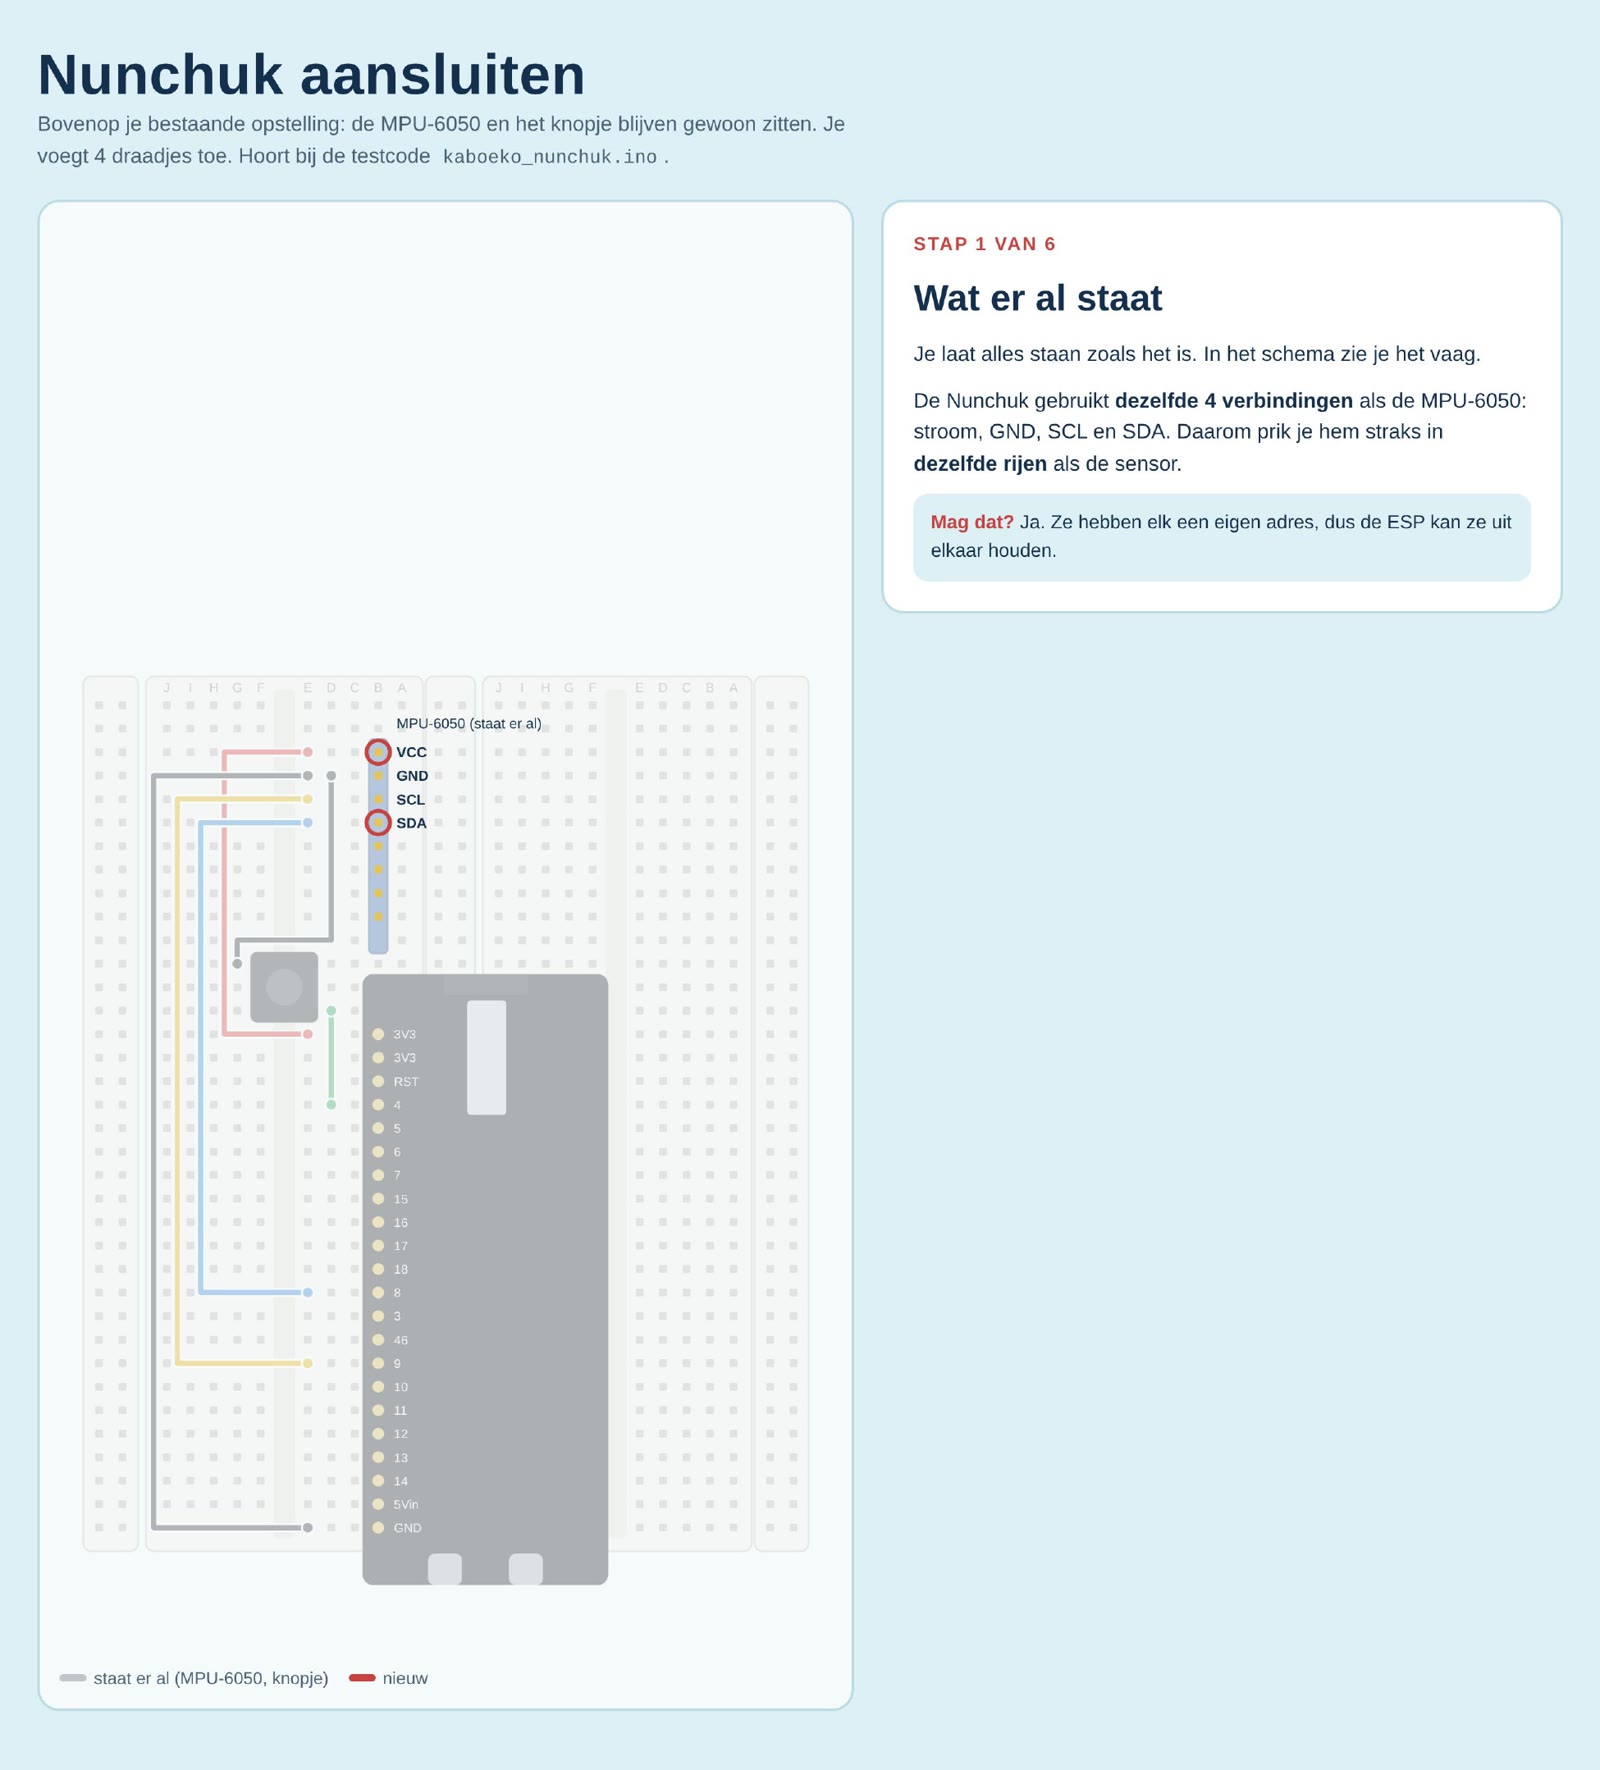 Nunchuk aansluiten
Bovenop je bestaande opstelling: de MPU-6050 en het knopje blijven gewoon zitten. Je
voegt 4 draadjes toe. Hoort bij de testcode kaboeko_nunchuk.ino .
STAP 1 VAN 6
Wat er al staat
Je laat alles staan zoals het is. In het schema zie je het vaag.
De Nunchuk gebruikt dezelfde 4 verbindingen als de MPU-6050:
stroom, GND, SCL en SDA. Daarom prik je hem straks in
dezelfde rijen als de sensor.
Mag dat? Ja. Ze hebben elk een eigen adres, dus de ESP kan ze uit
elkaar houden.
J I H G F E D C B A J I H G F E D C B A
MPU-6050 (staat er al)
VCC
GND
SCL
SDA
3V3
3V3
RST
4
5
6
7
15
16
17
18
8
3
46
9
10
11
12
13
14
5Vin
GND
staat er al (MPU-6050, knopje) nieuw